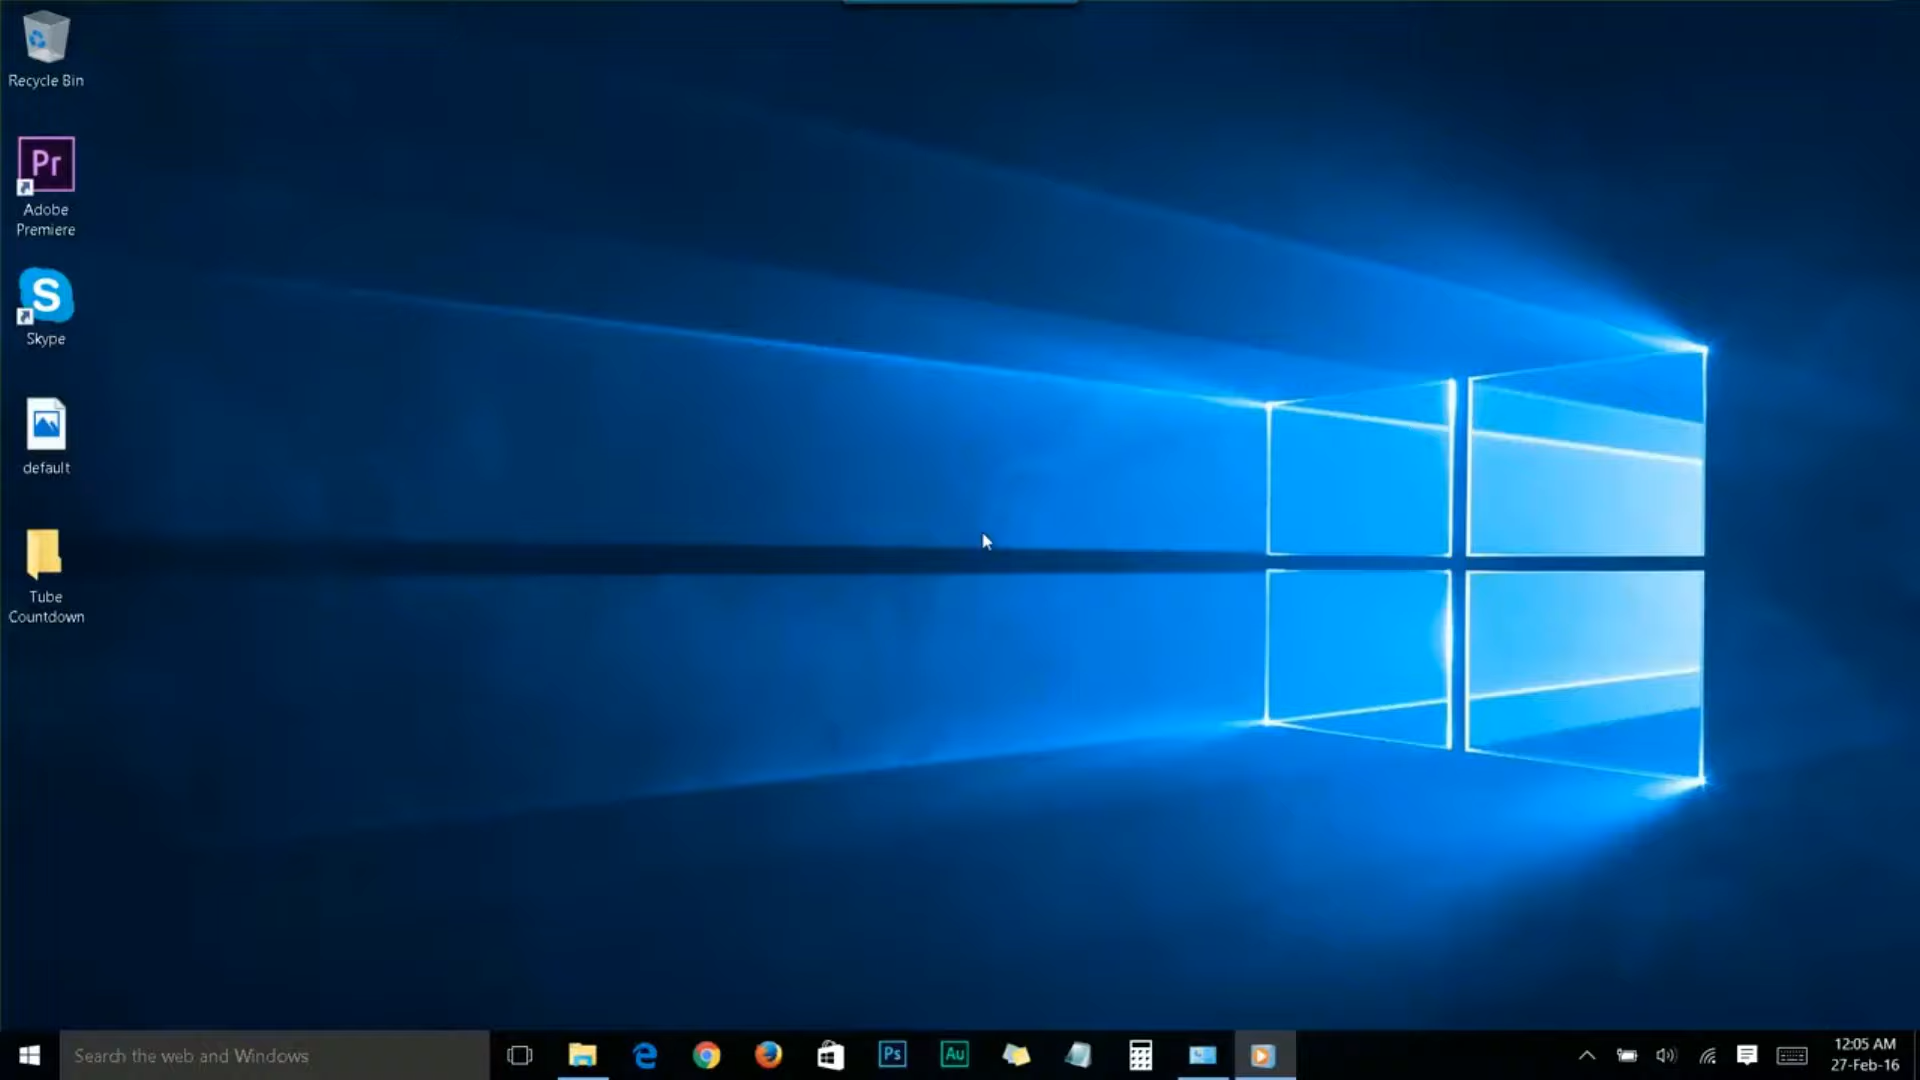 Recycle Bin
Pr
Adobe
Premiere
S
Skype
default
Tube
Countdown
Search the web and Windows
Ps
Au
12:05 AM
27-Feb-16